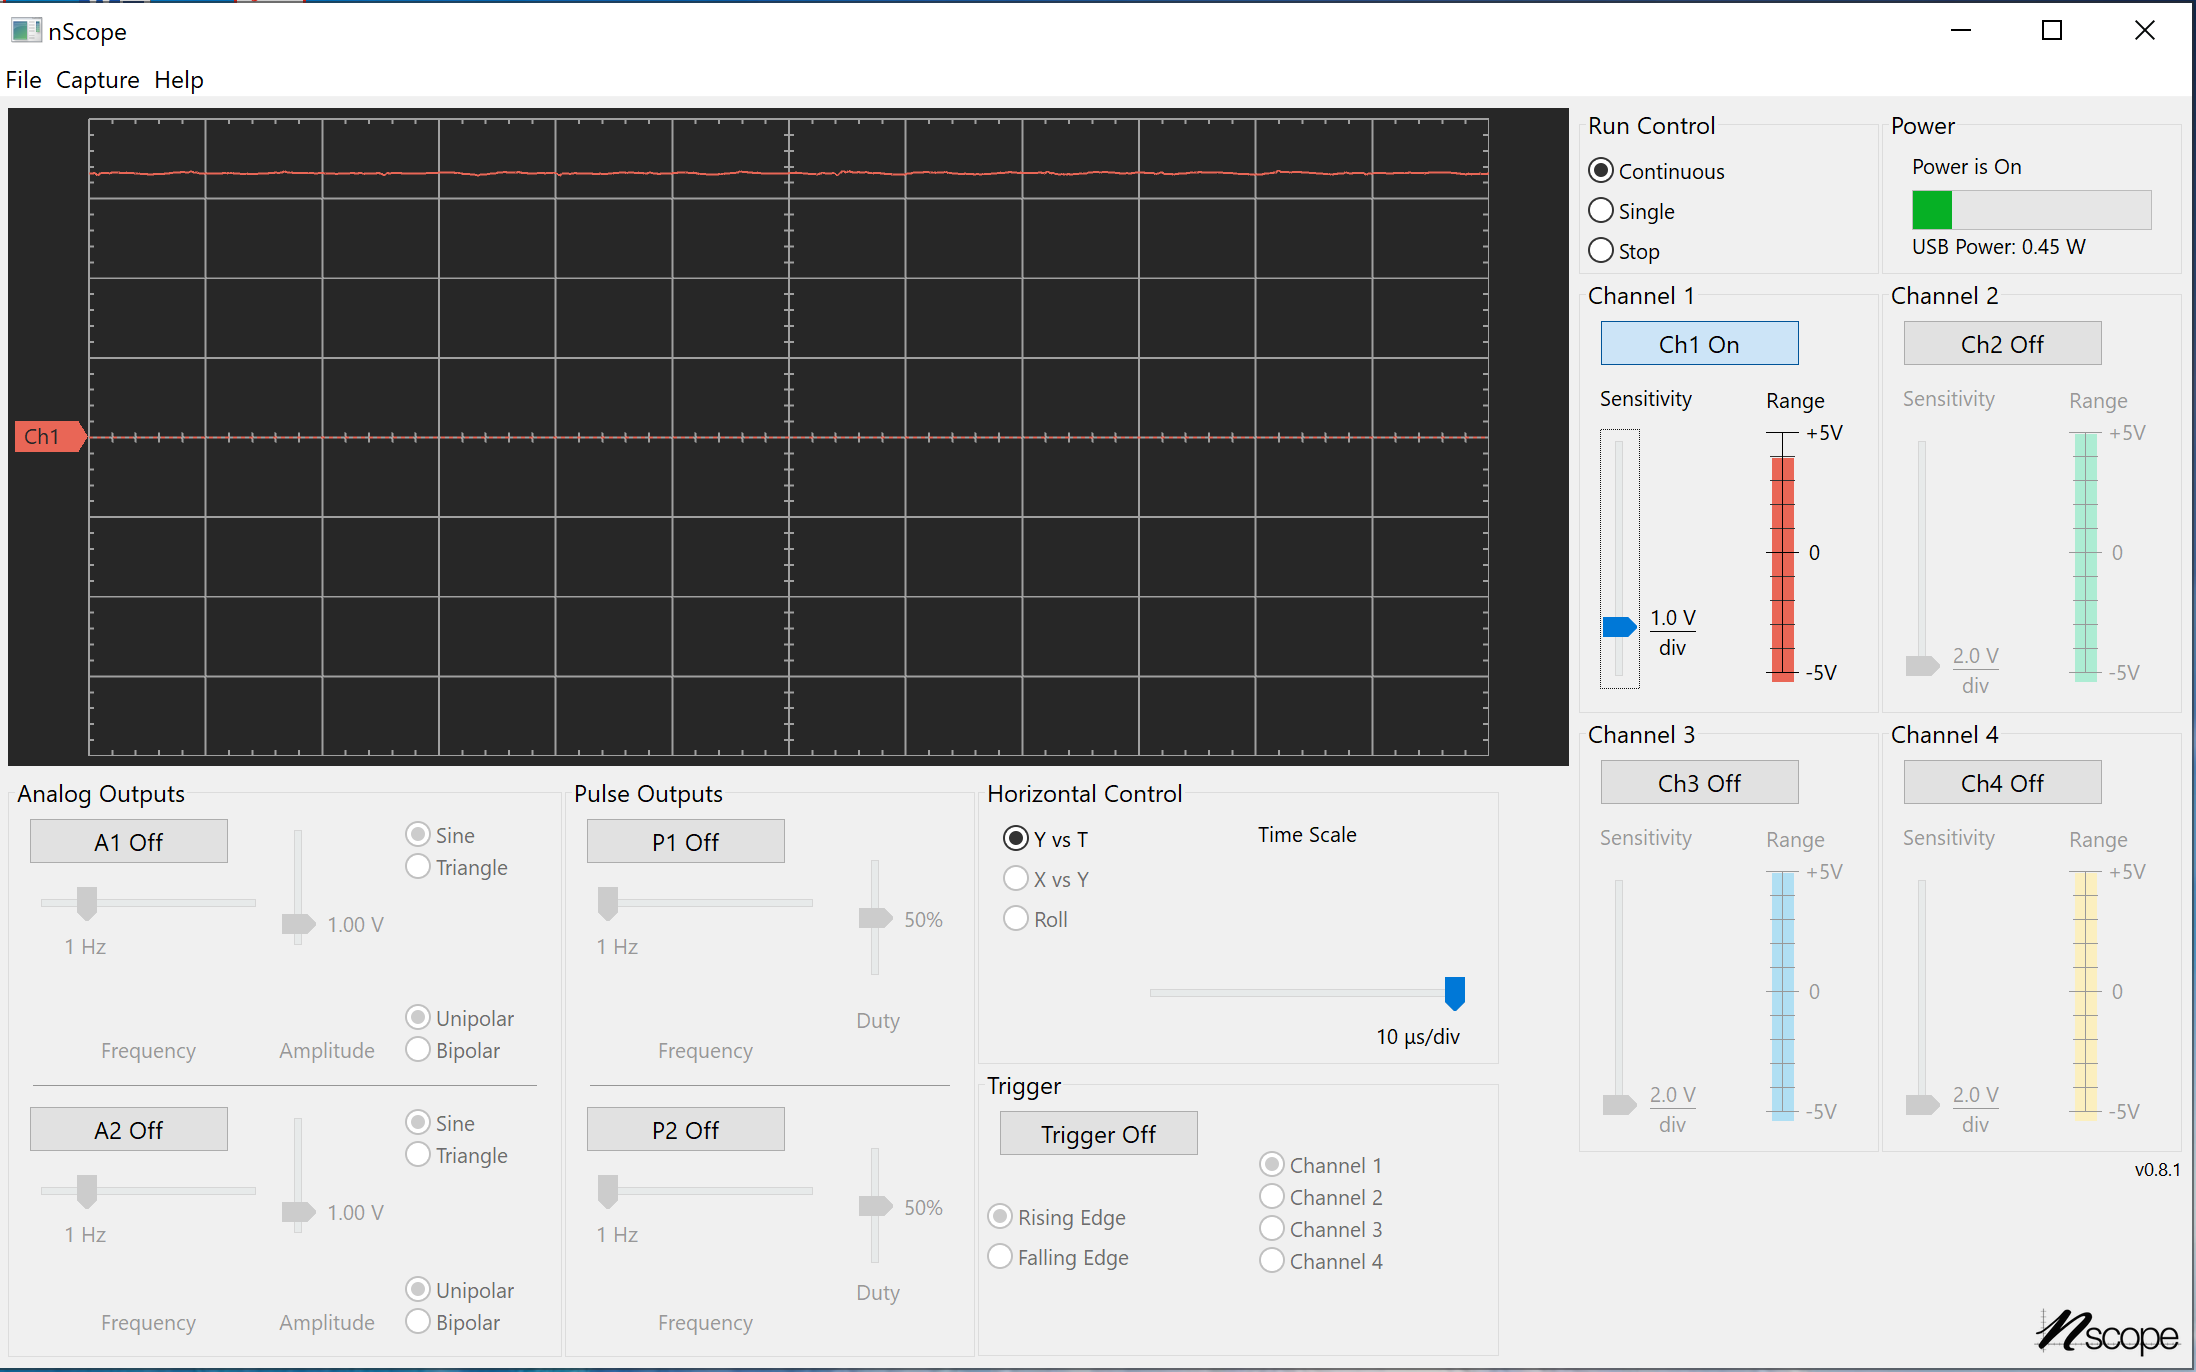 nScope
File Capture Help
Ch1
Run Control
Continuous
Single
Stop
Power
Power is On
USB Power: 0.45 W
Channel 1
Ch1 On
Sensitivity
Range
+5V
0
-5V
1.0 V
div
Channel 2
Ch2 Off
Sensitivity
Range
+5V
0
-5V
2.0 V
div
Channel 3
Ch3 Off
Sensitivity
Range
+5V
0
-5V
2.0 V
div
Channel 4
Ch4 Off
Sensitivity
Range
+5V
0
-5V
2.0 V
div
Analog Outputs
A1 Off
Sine
Triangle
1.00 V
1 Hz
Unipolar
Bipolar
Frequency
Amplitude
A2 Off
Sine
Triangle
1.00 V
1 Hz
Unipolar
Bipolar
Frequency
Amplitude
Pulse Outputs
P1 Off
50%
1 Hz
Duty
Frequency
P2 Off
50%
1 Hz
Duty
Frequency
Horizontal Control
Y vs T
X vs Y
Roll
Time Scale
10 µs/div
Trigger
Trigger Off
Rising Edge
Falling Edge
Channel 1
Channel 2
Channel 3
Channel 4
v0.8.1
nscope